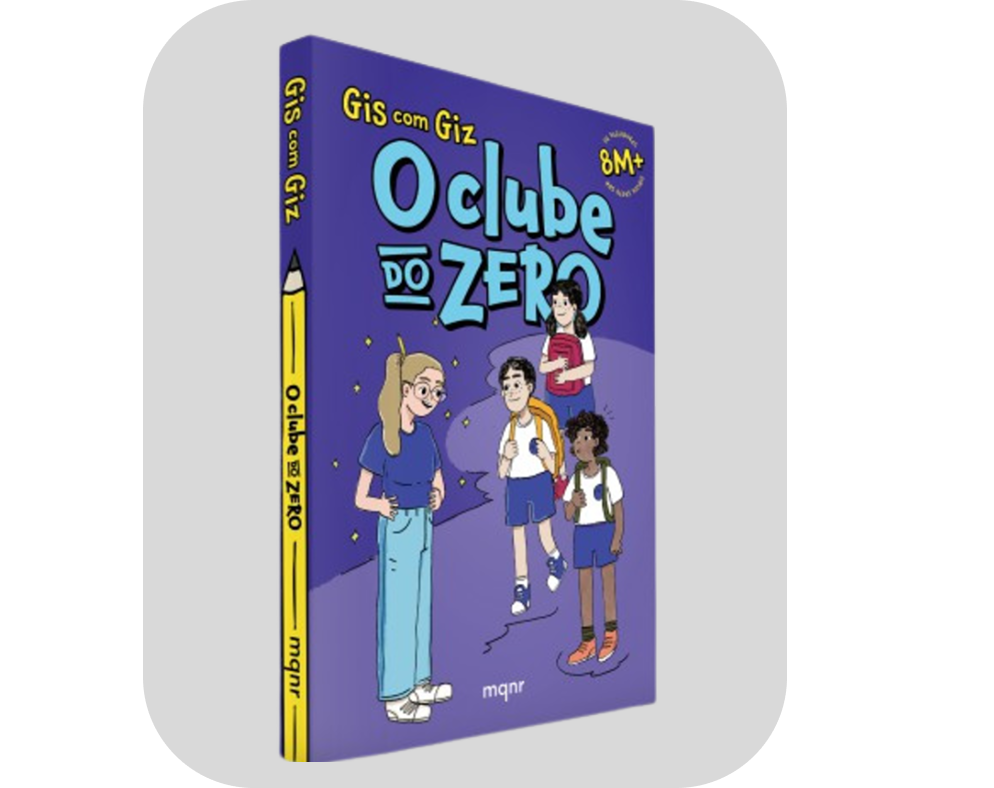 Gis com Giz
O clube
DO ZERO
8M+
mqnr
Gis com Giz
O clube DO ZERO
mqnr